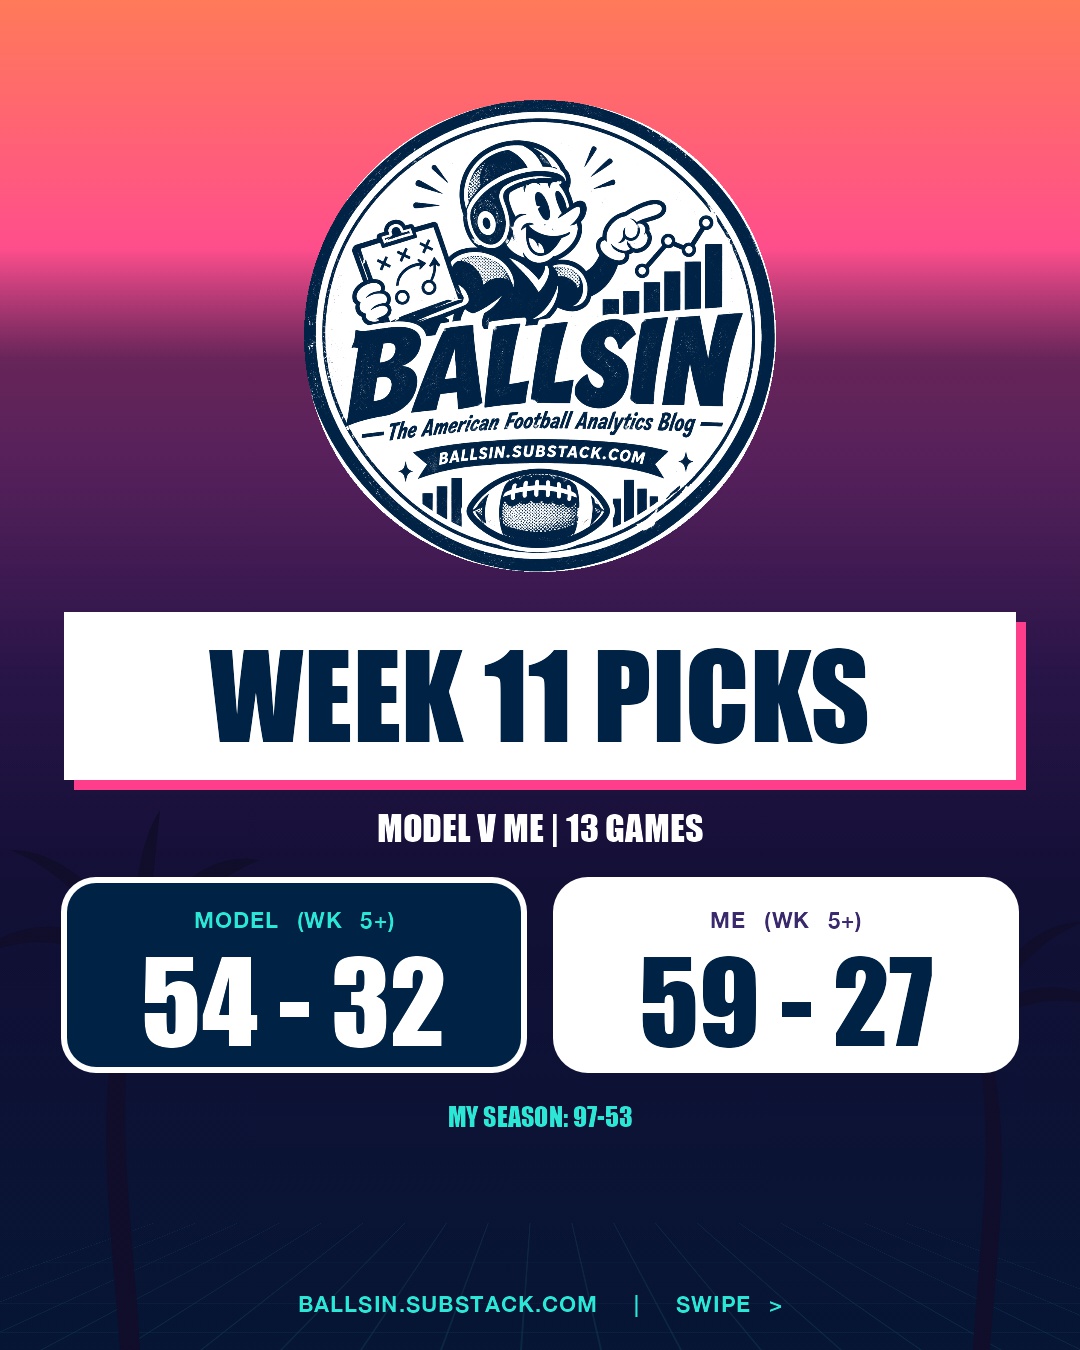 BALLSIN
The American Football Analytics Blog
BALLSIN.SUBSTACK.COM
WEEK 11 PICKS
MODEL V ME | 13 GAMES
MODEL (WK 5+)
54 - 32
ME (WK 5+)
59 - 27
MY SEASON: 97-53
BALLSIN.SUBSTACK.COM | SWIPE >